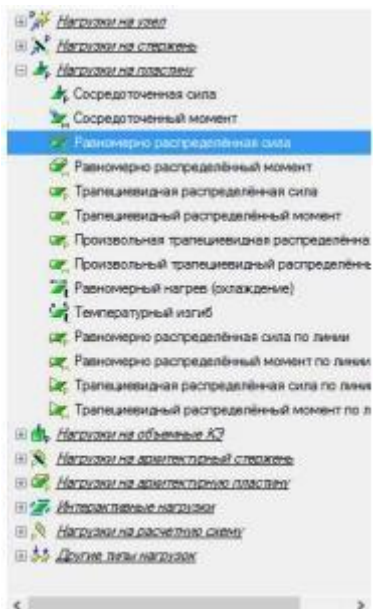 Нагрузки на узел
Нагрузки на стержень
Нагрузки на пластину
Сосредоточенная сила
Сосредоточенный момент
Равномерно распределённая сила
Равномерно распределённый момент
Трапециевидная распределённая сила
Трапециевидный распределённый момент
Произвольная трапециевидная распределённа
Произвольный трапециевидный распределённь
Равномерный нагрев (охлаждение)
Температурный изгиб
Равномерно распределённая сила по линии
Равномерно распределённый момент по линии
Трапециевидная распределённая сила по лини
Трапециевидный распределённый момент по л
Нагрузки на объемные КЭ
Нагрузки на архитектурный стержень
Нагрузки на архитектурную пластину
Интерактивные нагрузки
Нагрузки на расчетную схему
Другие типы нагрузок